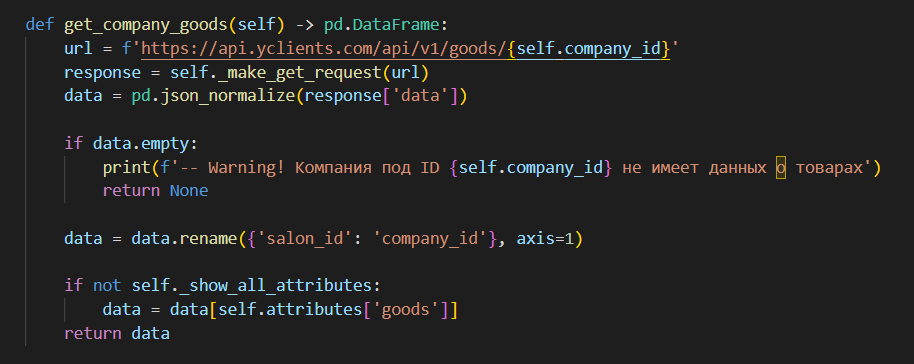 def get_company_goods(self) -> pd.DataFrame:
    url = f'https://api.yclients.com/api/v1/goods/{self.company_id}'
    response = self._make_get_request(url)
    data = pd.json_normalize(response['data'])

    if data.empty:
        print(f'-- Warning! Компания под ID {self.company_id} не имеет данных о товарах')
        return None

    data = data.rename({'salon_id': 'company_id'}, axis=1)

    if not self._show_all_attributes:
        data = data[self.attributes['goods']]
    return data